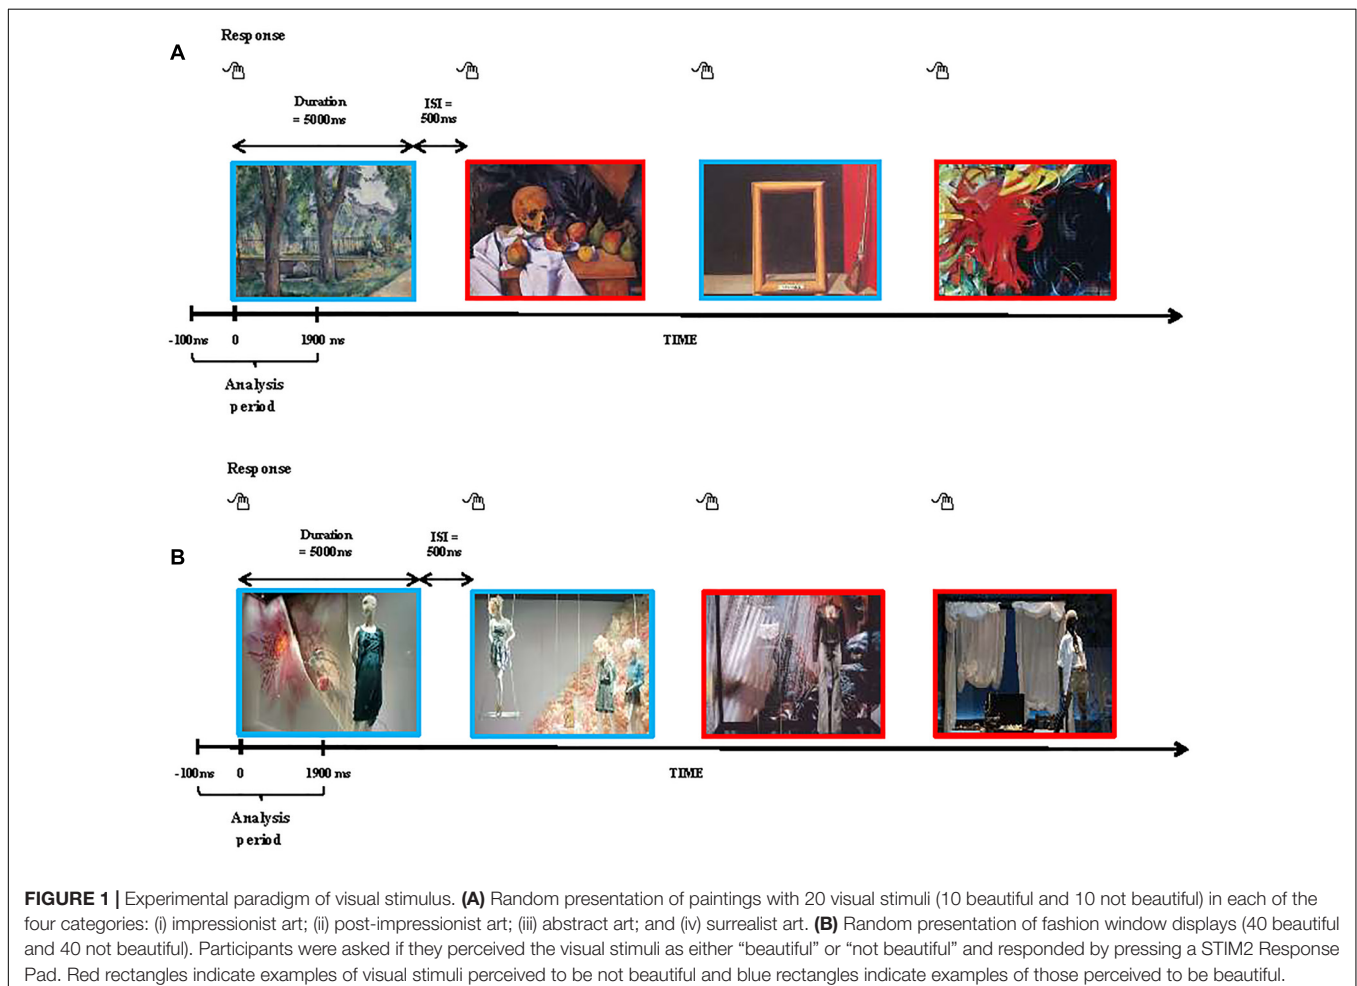 A
Response
Duration
= 5000ms
ISI =
500ms
-100ms 0 1900 ms TIME
Analysis
period
Response
B
Duration
= 5000ms
ISI =
500ms
-100ms 0 1900 ms TIME
Analysis
period
FIGURE 1 | Experimental paradigm of visual stimulus. (A) Random presentation of paintings with 20 visual stimuli (10 beautiful and 10 not beautiful) in each of the
four categories: (i) impressionist art; (ii) post-impressionist art; (iii) abstract art; and (iv) surrealist art. (B) Random presentation of fashion window displays (40 beautiful
and 40 not beautiful). Participants were asked if they perceived the visual stimuli as either “beautiful” or “not beautiful” and responded by pressing a STIM2 Response
Pad. Red rectangles indicate examples of visual stimuli perceived to be not beautiful and blue rectangles indicate examples of those perceived to be beautiful.